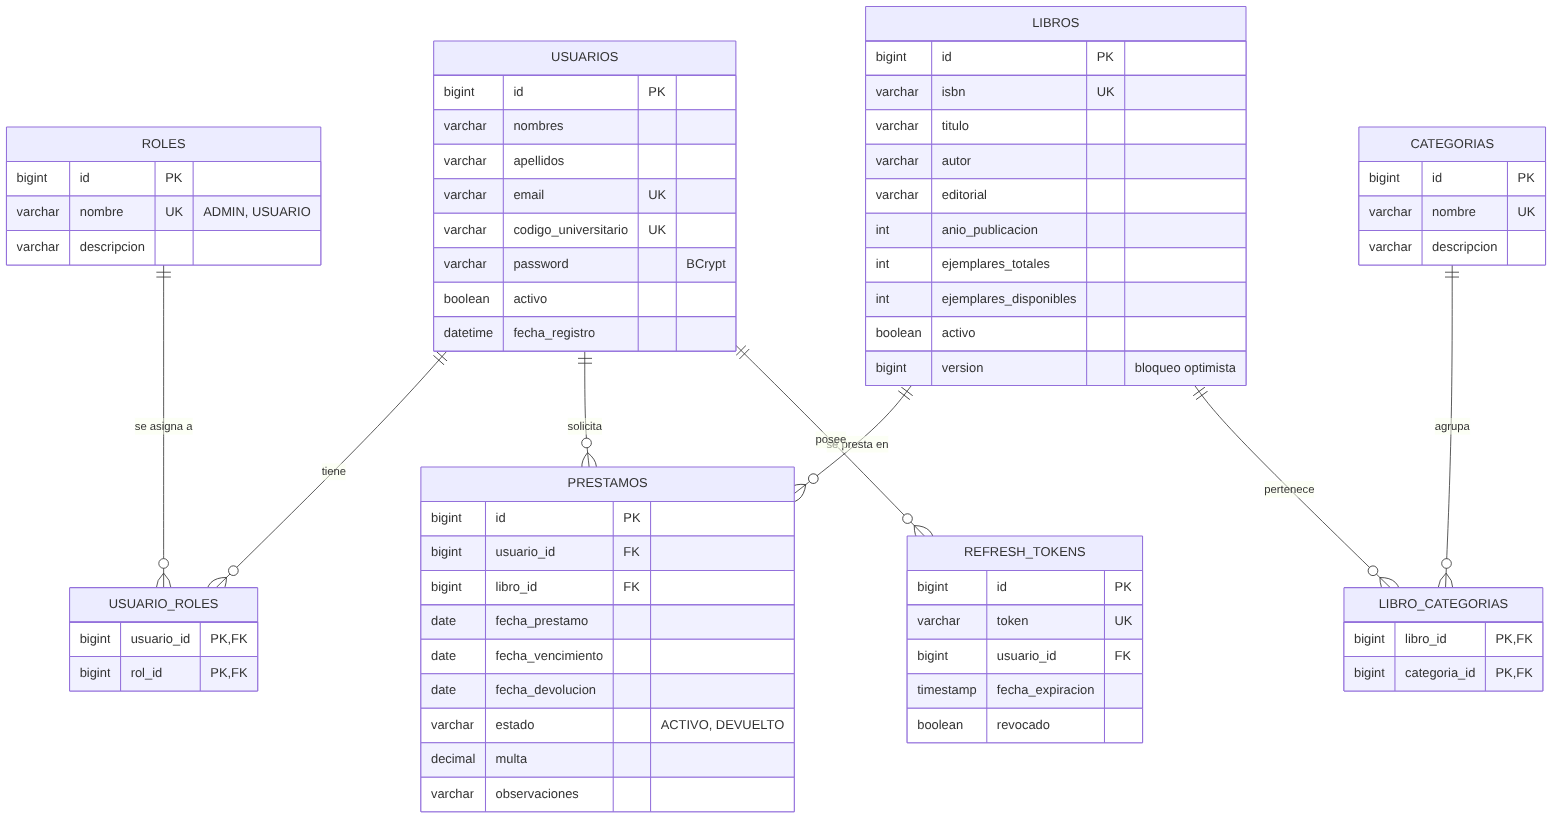 LIBROS
bigint id PK
varchar isbn UK
varchar titulo
varchar autor
varchar editorial
int anio_publicacion
int ejemplares_totales
int ejemplares_disponibles
boolean activo
bigint version bloqueo optimista
USUARIOS
bigint id PK
varchar nombres
varchar apellidos
varchar email UK
varchar codigo_universitario UK
varchar password BCrypt
boolean activo
datetime fecha_registro
ROLES
bigint id PK
varchar nombre UK ADMIN, USUARIO
varchar descripcion
CATEGORIAS
bigint id PK
varchar nombre UK
varchar descripcion
se asigna a
tiene
solicita
posee
se presta en
pertenece
agrupa
PRESTAMOS
bigint id PK
bigint usuario_id FK
bigint libro_id FK
date fecha_prestamo
date fecha_vencimiento
date fecha_devolucion
varchar estado ACTIVO, DEVUELTO
decimal multa
varchar observaciones
REFRESH_TOKENS
bigint id PK
varchar token UK
bigint usuario_id FK
timestamp fecha_expiracion
boolean revocado
USUARIO_ROLES
bigint usuario_id PK,FK
bigint rol_id PK,FK
LIBRO_CATEGORIAS
bigint libro_id PK,FK
bigint categoria_id PK,FK